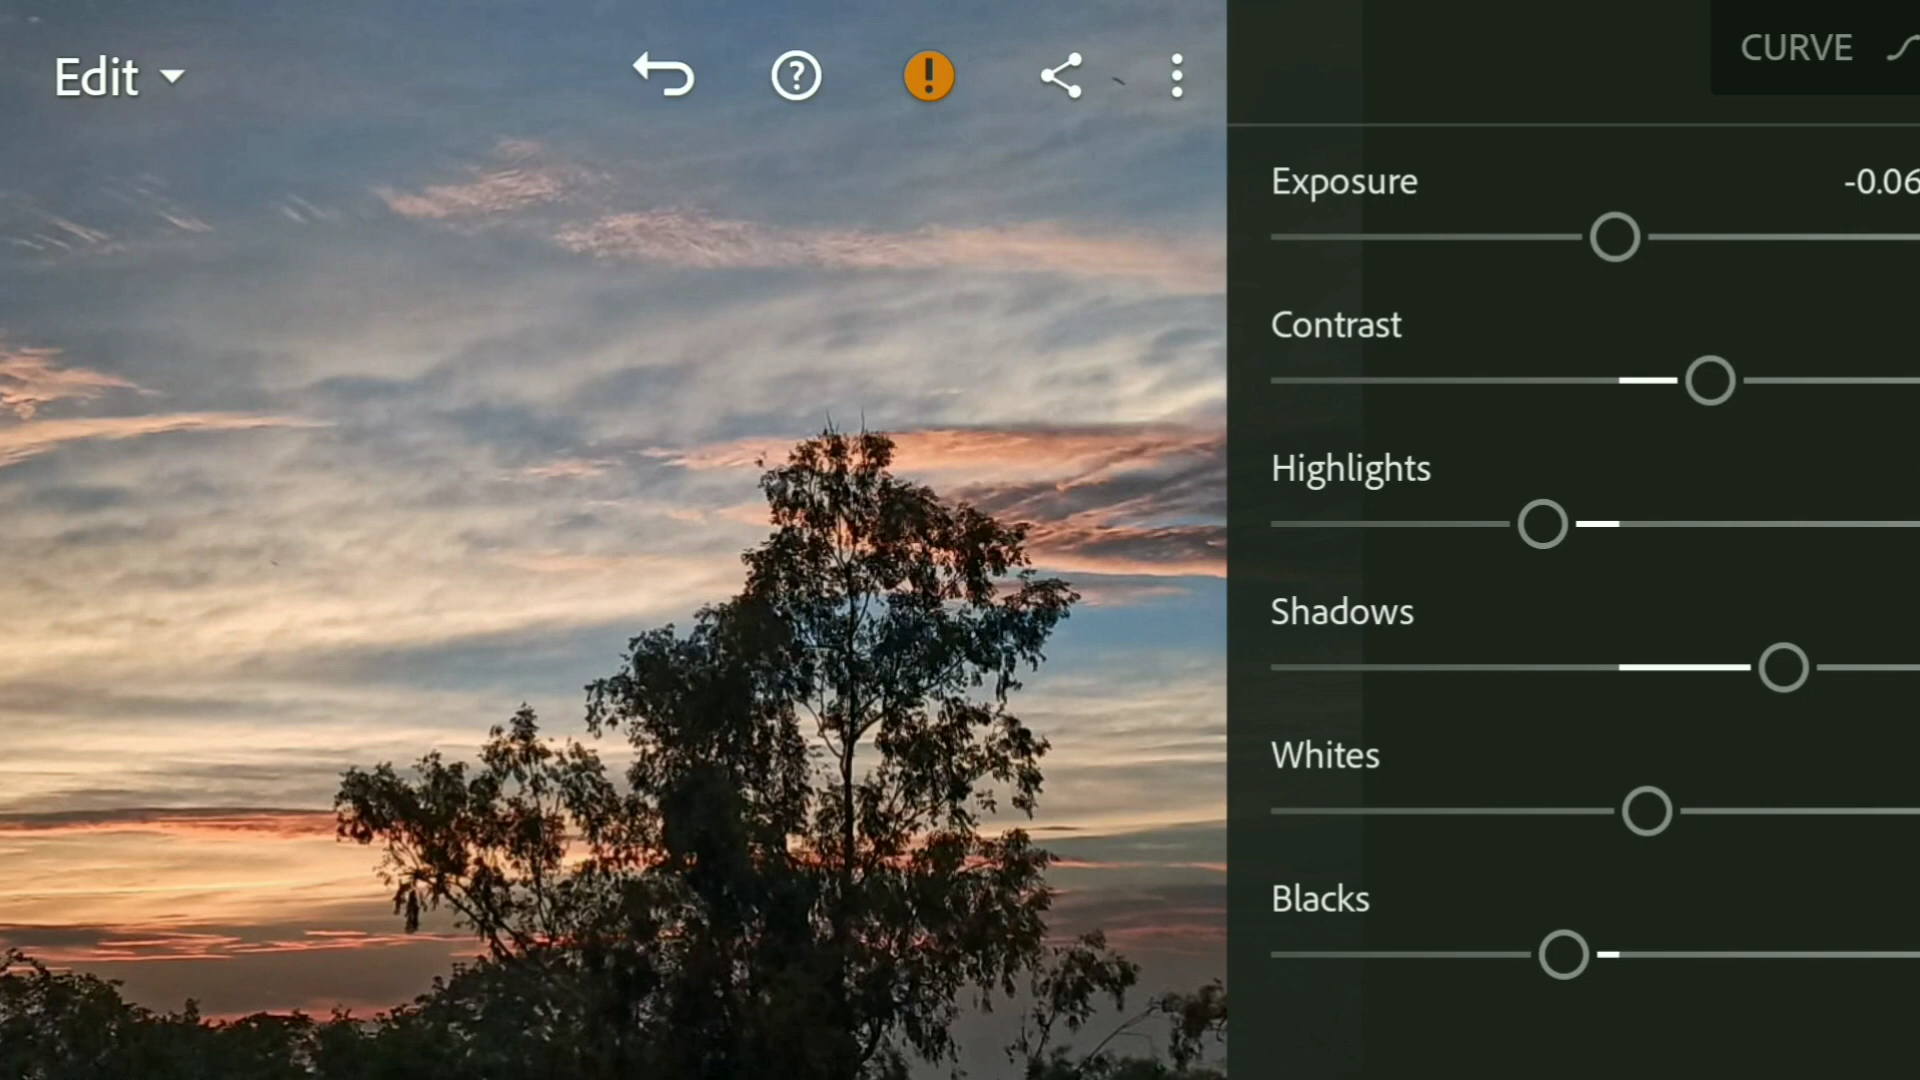 Edit
CURVE
Exposure -0.06
Contrast
Highlights
Shadows
Whites
Blacks